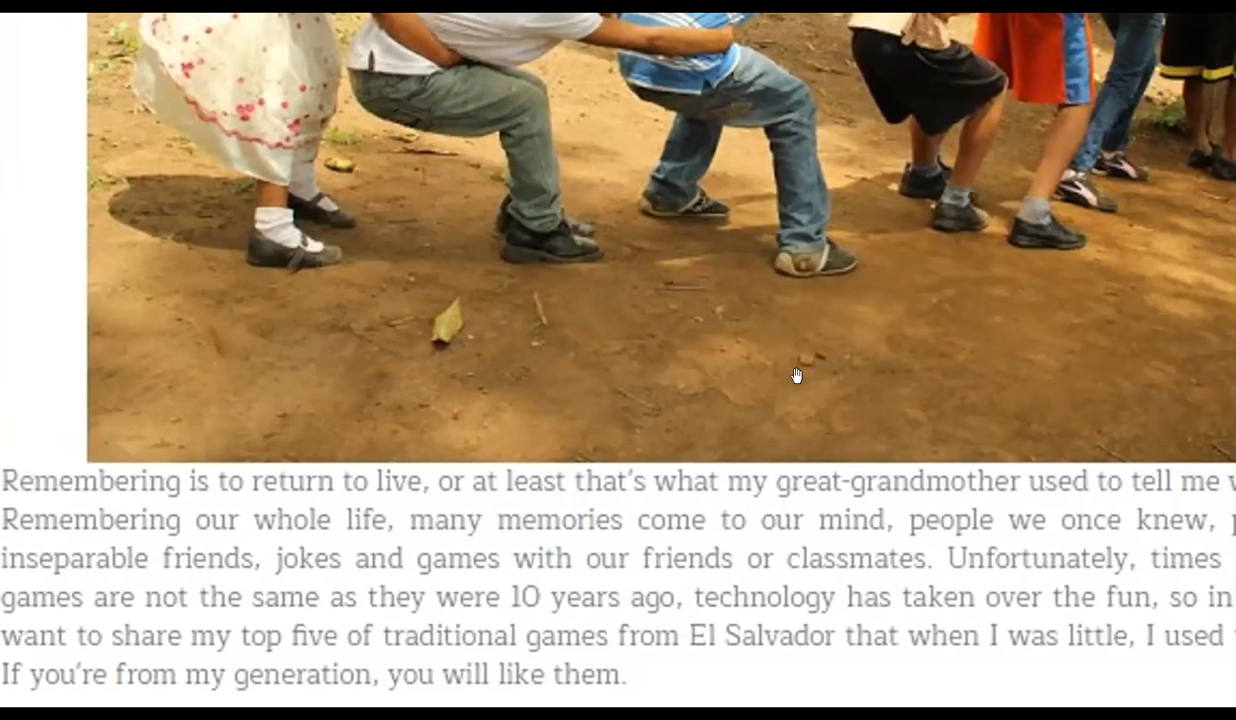 Remembering is to return to live, or at least that's what my great-grandmother used to tell me
Remembering our whole life, many memories come to our mind, people we once knew,
inseparable friends, jokes and games with our friends or classmates. Unfortunately, times
games are not the same as they were 10 years ago, technology has taken over the fun, so in
want to share my top five of traditional games from El Salvador that when I was little, I used
If you're from my generation, you will like them.